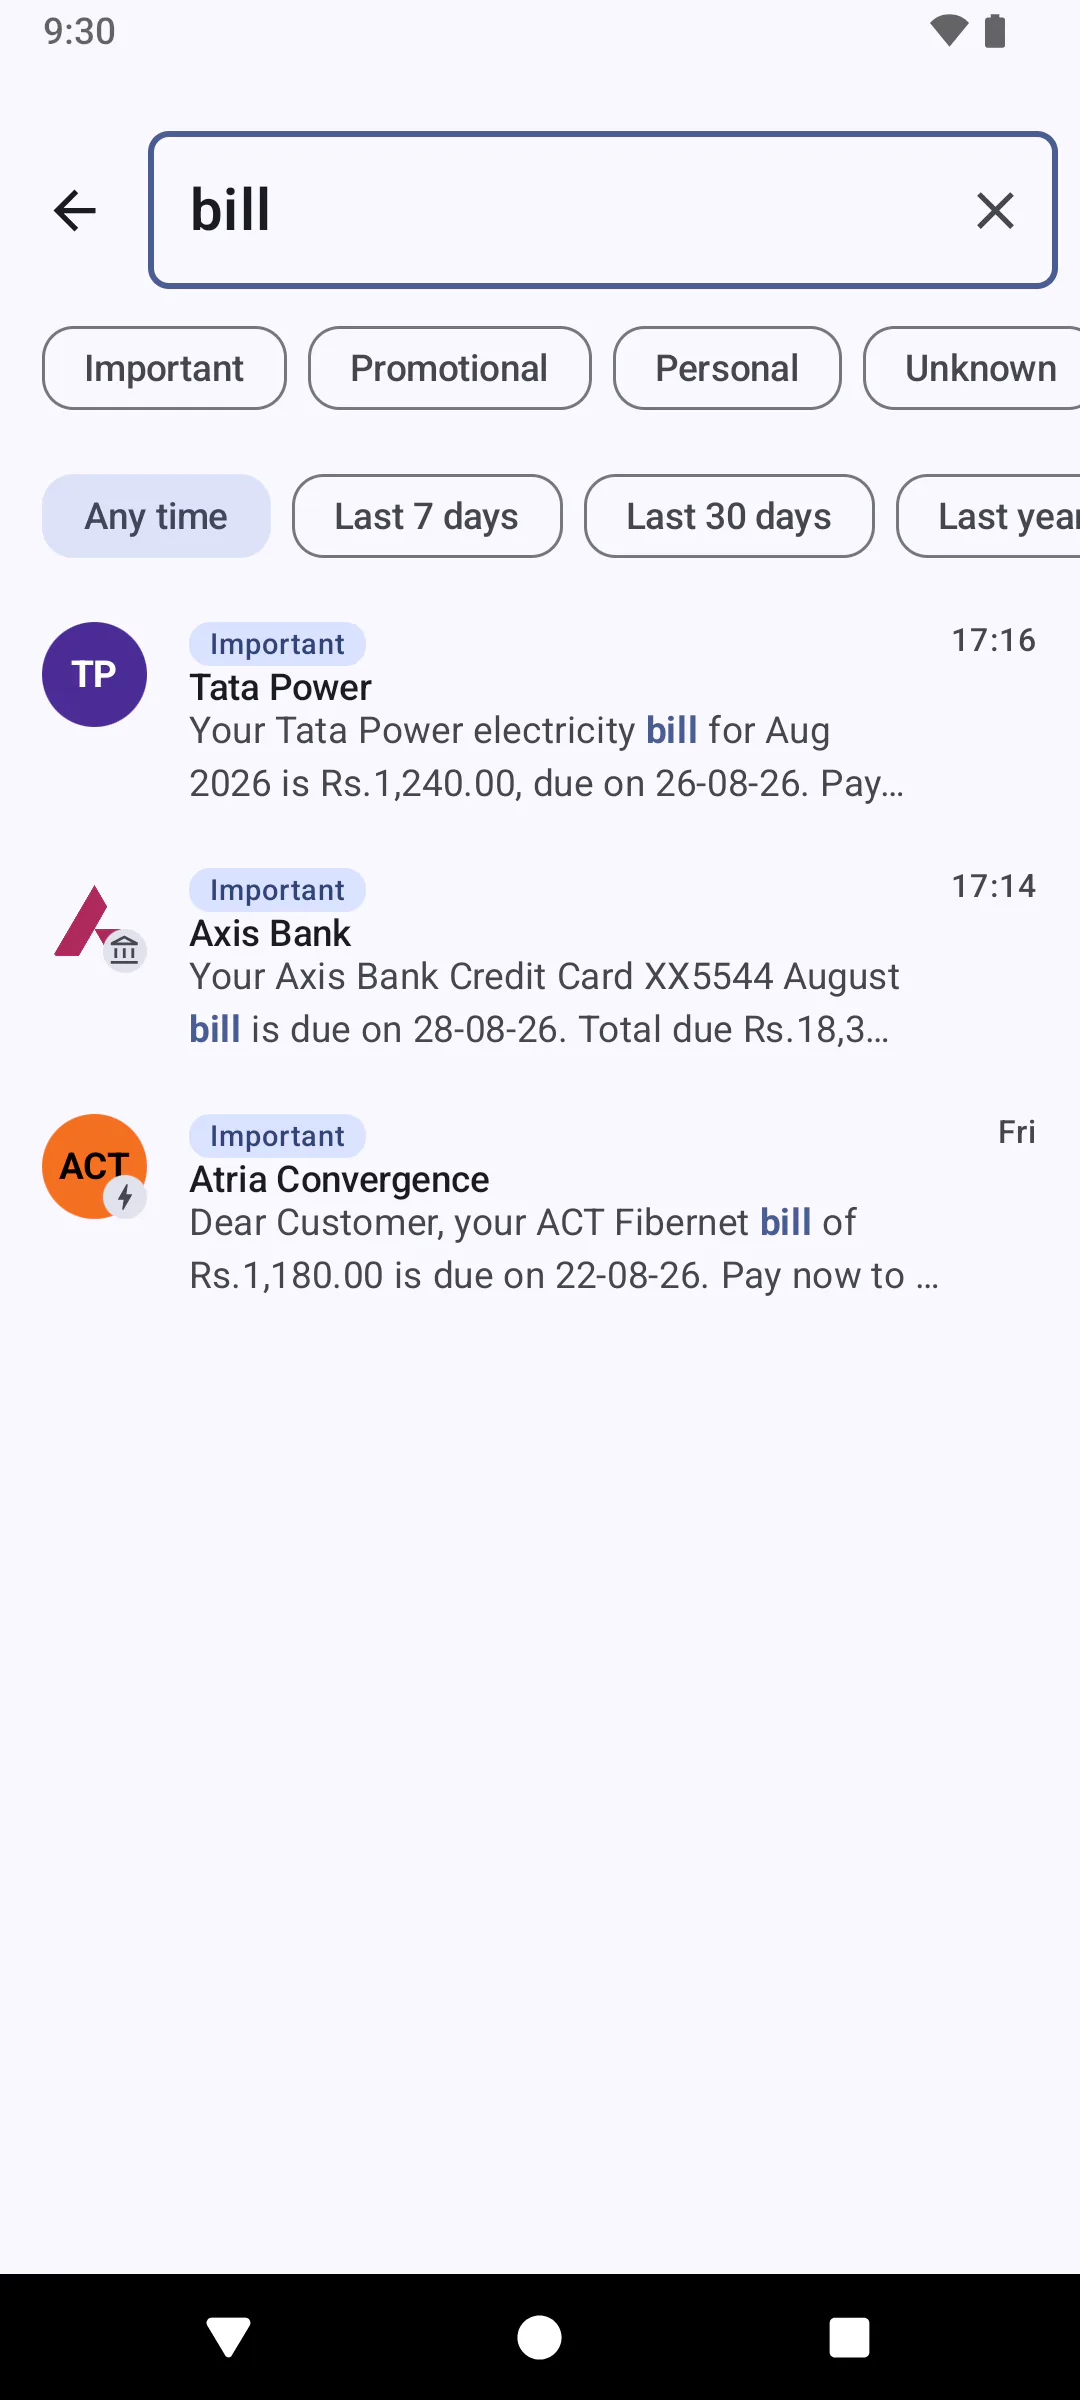 9:30
bill
Important
Promotional
Personal
Unknown
Any time
Last 7 days
Last 30 days
Last year
TP
Important
17:16
Tata Power
Your Tata Power electricity bill for Aug
2026 is Rs.1,240.00, due on 26-08-26. Pay…
Important
17:14
Axis Bank
Your Axis Bank Credit Card XX5544 August
bill is due on 28-08-26. Total due Rs.18,3…
ACT
Important
Fri
Atria Convergence
Dear Customer, your ACT Fibernet bill of
Rs.1,180.00 is due on 22-08-26. Pay now to …